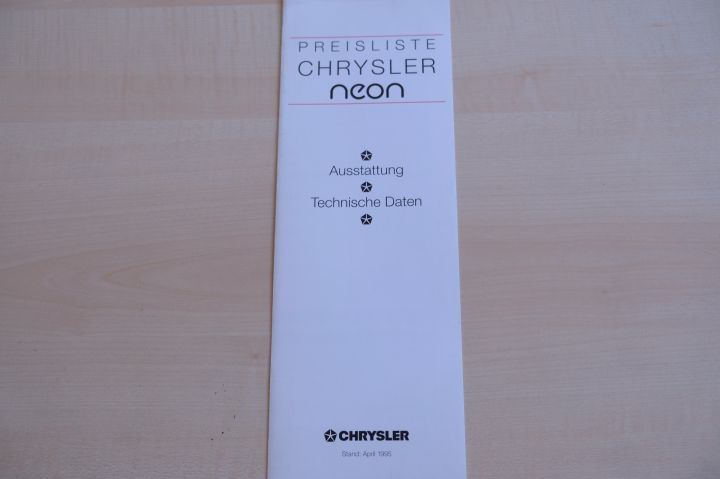 PREISLISTE
CHRYSLER
neon
Ausstattung
Technische Daten
CHRYSLER
Stand: April 1995